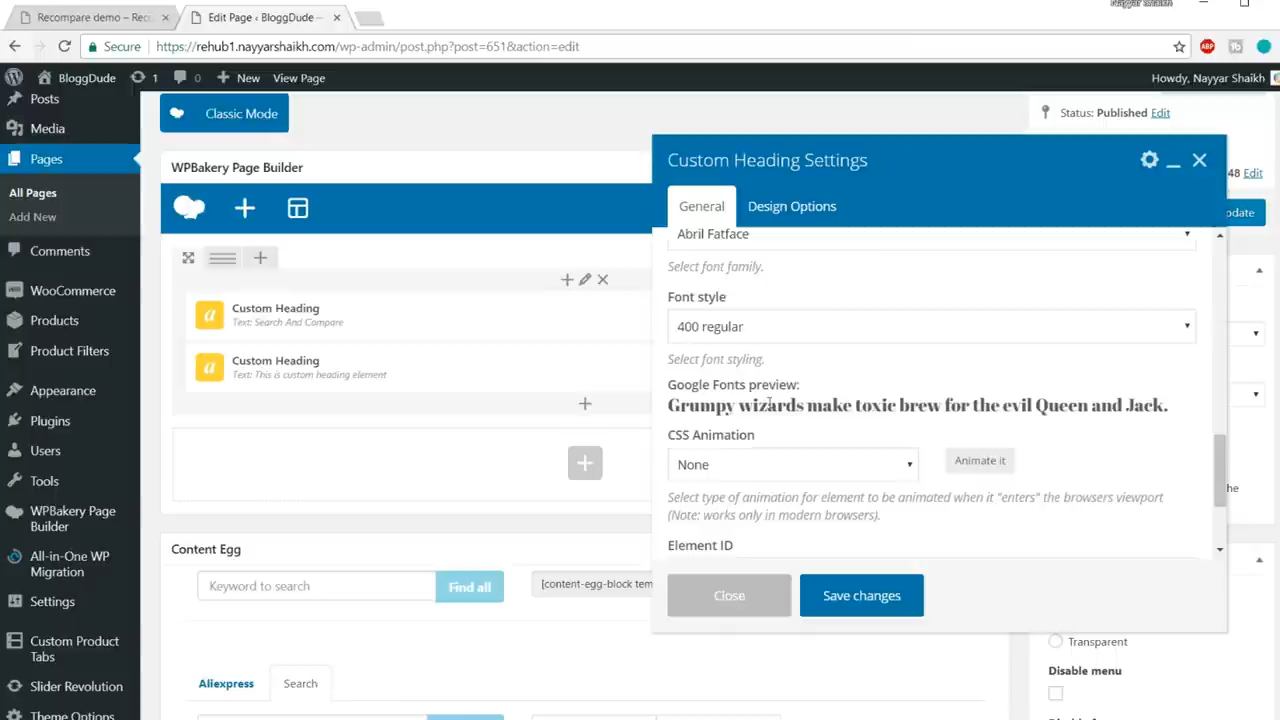 Nayyar Shaikh
Recompare demo – Rec
Edit Page ‹ BloggDude —
Secure
https://rehub1.nayyarshaikh.com/wp-admin/post.php?post=651&action=edit
ABP
BloggDude
1
0
New
View Page
Howdy, Nayyar Shaikh
Posts
Media
Pages
All Pages
Add New
Comments
WooCommerce
Products
Product Filters
Appearance
Plugins
Users
Tools
WPBakery Page
Builder
All-in-One WP
Migration
Settings
Custom Product
Tabs
Slider Revolution
Theme Options
Classic Mode
WPBakery Page Builder
Custom Heading
Text: Search And Compare
Custom Heading
Text: This is custom heading element
Content Egg
Keyword to search
Find all
[content-egg-block tem
Aliexpress
Search
Custom Heading Settings
General
Design Options
Abril Fatface
Select font family.
Font style
400 regular
Select font styling.
Google Fonts preview:
Grumpy wizards make toxic brew for the evil Queen and Jack.
CSS Animation
None
Animate it
Select type of animation for element to be animated when it "enters" the browsers viewport
(Note: works only in modern browsers).
Element ID
Close
Save changes
Status: Published Edit
48 Edit
pdate
he
Transparent
Disable menu